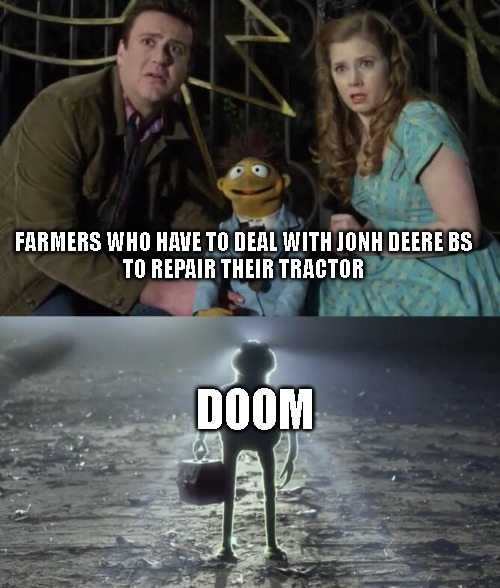 FARMERS WHO HAVE TO DEAL WITH JONH DEERE BS
TO REPAIR THEIR TRACTOR
DOOM